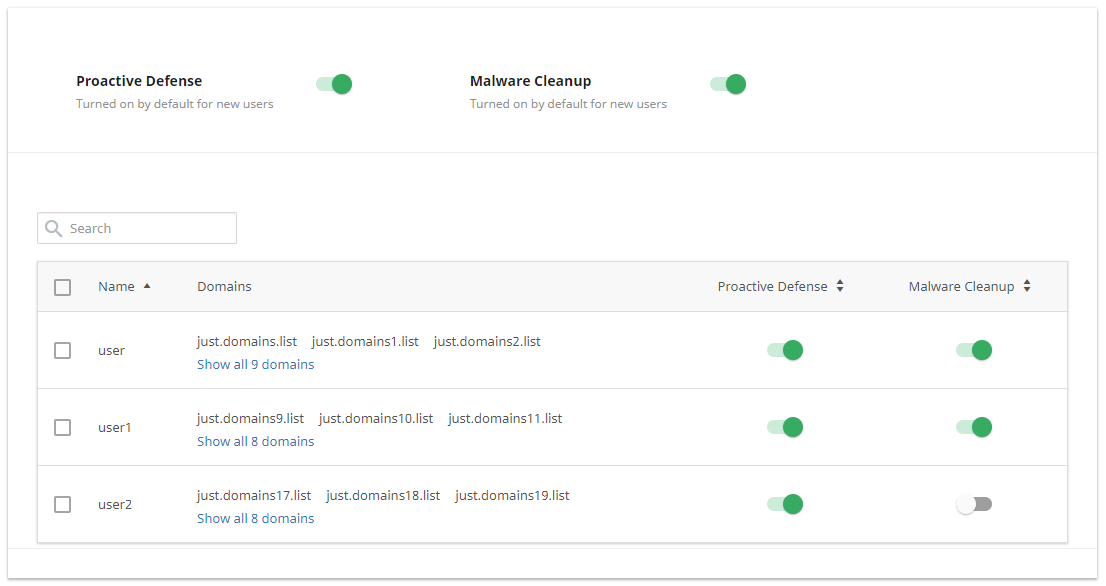 Proactive Defense
Turned on by default for new users
Malware Cleanup
Turned on by default for new users
Search
Name Domains Proactive Defense Malware Cleanup
user just.domains.list just.domains1.list just.domains2.list
Show all 9 domains
user1 just.domains9.list just.domains10.list just.domains11.list
Show all 8 domains
user2 just.domains17.list just.domains18.list just.domains19.list
Show all 8 domains